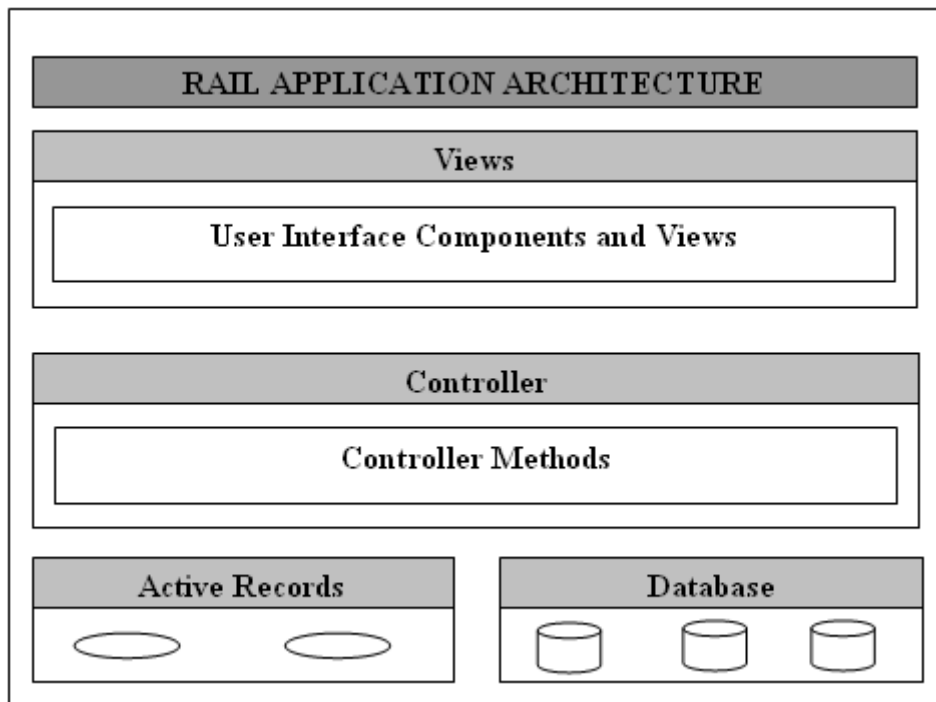 RAIL APPLICATION ARCHITECTURE
Views
User Interface Components and Views
Controller
Controller Methods
Active Records
Database